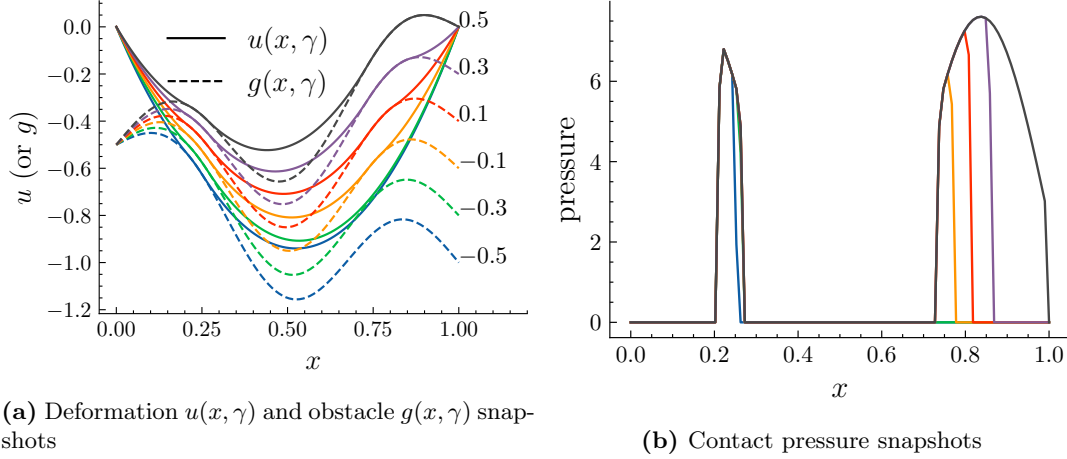 0.0
−0.2
−0.4
−0.6
−0.8
−1.0
−1.2
u (or g)
u(x, γ)
g(x, γ)
0.5
0.3
0.1
−0.1
−0.3
−0.5
0.00 0.25 0.50 0.75 1.00
x
(a) Deformation u(x, γ) and obstacle g(x, γ) snap-
shots
6
4
2
0
pressure
0.0 0.2 0.4 0.6 0.8 1.0
x
(b) Contact pressure snapshots